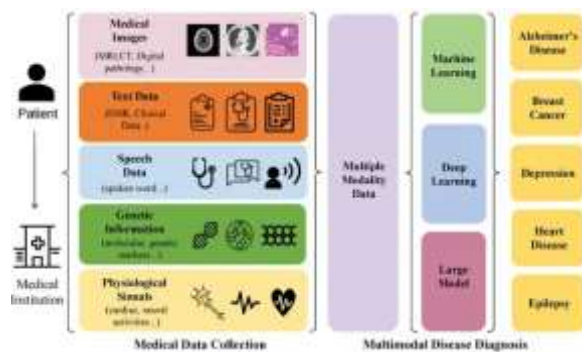 Patient
Medical
Institution
Medical
Images
(MRI,CT, Digital
pathology...)
Text Data
(EHR, Clinical
Data..)
Speech
Data
(spoken word...)
Genetic
Information
(molecular, genetic
markers...)
Physiological
Signals
(cardiac, neural
activities...)
Medical Data Collection
Multiple
Modality
Data
Machine
Learning
Deep
Learning
Large
Model
Alzheimer's
Disease
Breast
Cancer
Depression
Heart
Disease
Epilepsy
Multimodal Disease Diagnosis